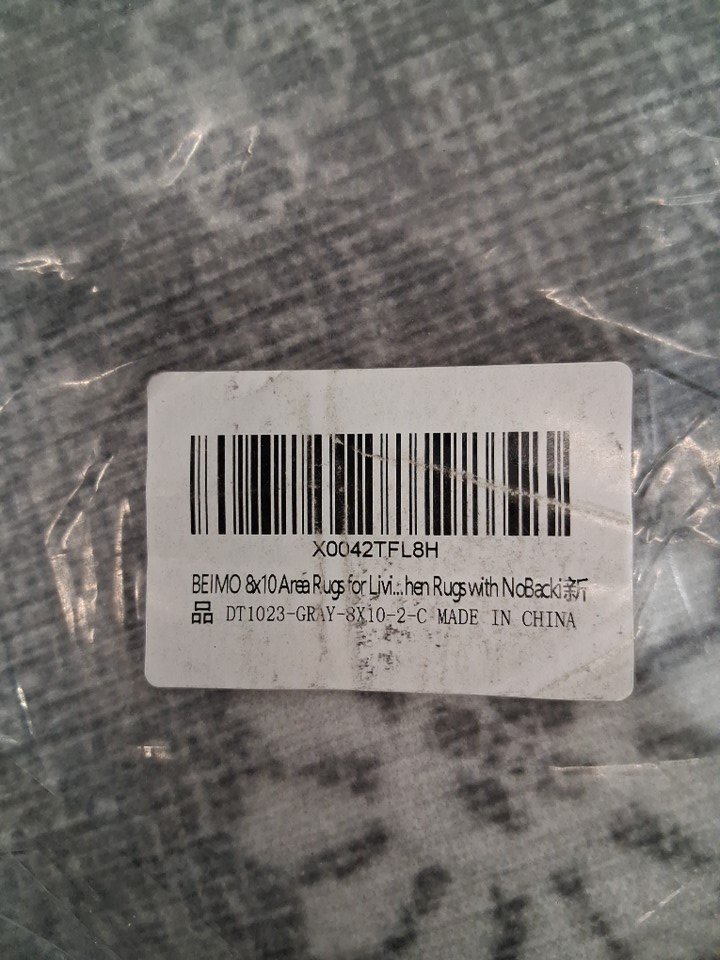 X0042TFL8H
BEIMO 8x10 Area Rugs for Livi...hen Rugs with NoBacki新
品 DT1023-GRAY-8X10-2-C MADE IN CHINA